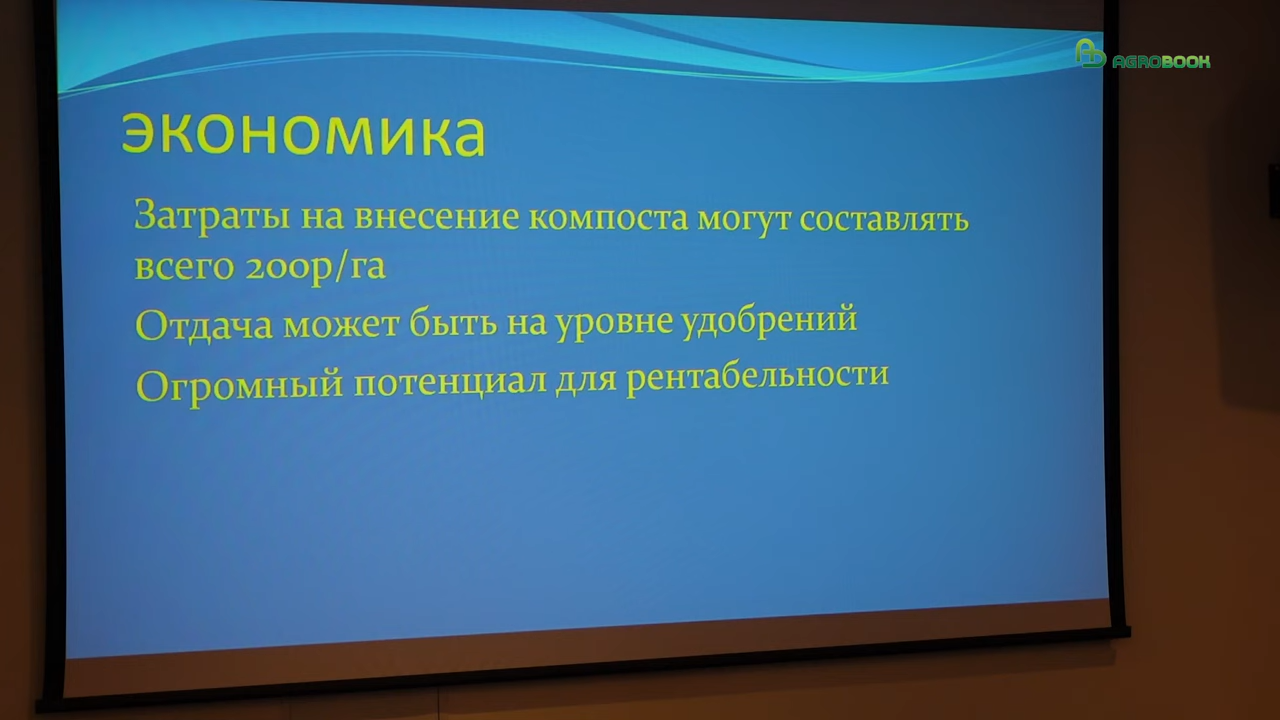 AGROBOOK
экономика
Затраты на внесение компоста могут составлять
всего 200р/га
Отдача может быть на уровне удобрений
Огромный потенциал для рентабельности